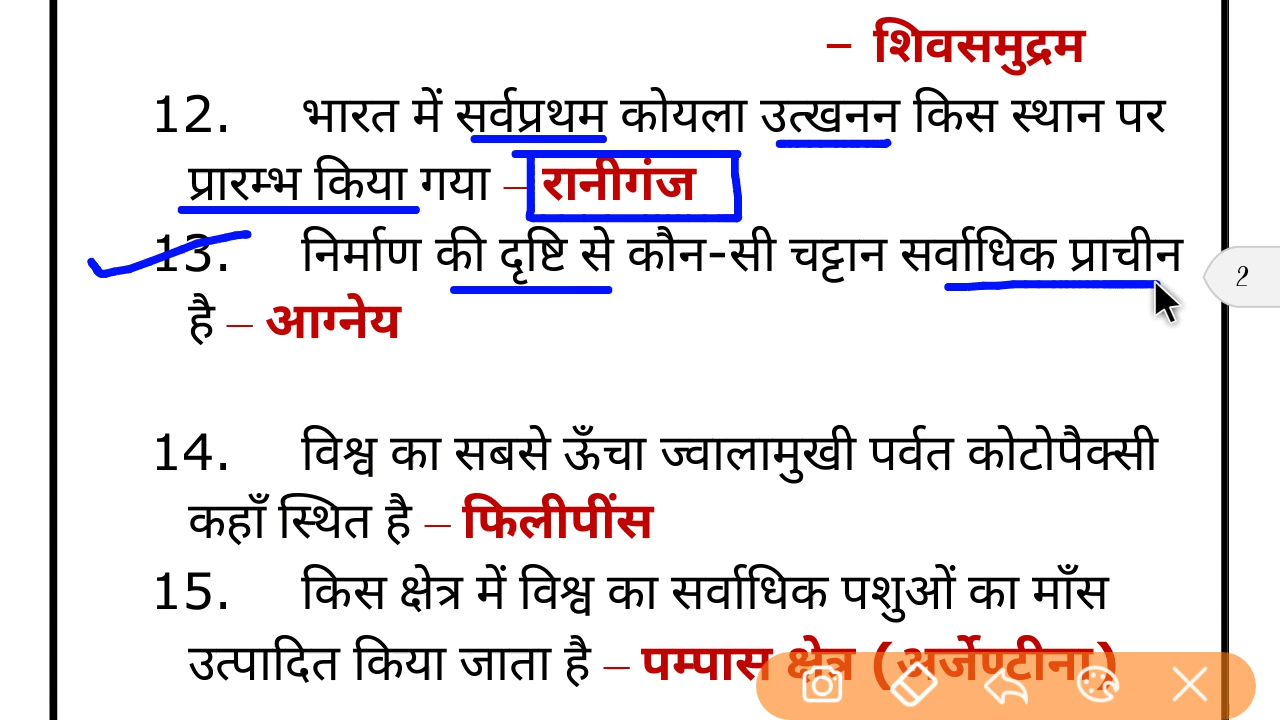 – शिवसमुद्रम
12. भारत में सर्वप्रथम कोयला उत्खनन किस स्थान पर
प्रारम्भ किया गया – रानीगंज
13. निर्माण की दृष्टि से कौन-सी चट्टान सर्वाधिक प्राचीन
2
है – आग्नेय
14. विश्व का सबसे ऊँचा ज्वालामुखी पर्वत कोटोपैक्सी
कहाँ स्थित है – फिलीपींस
15. किस क्षेत्र में विश्व का सर्वाधिक पशुओं का माँस
उत्पादित किया जाता है – पम्पास क्षेत्र (अर्जेण्टीना)